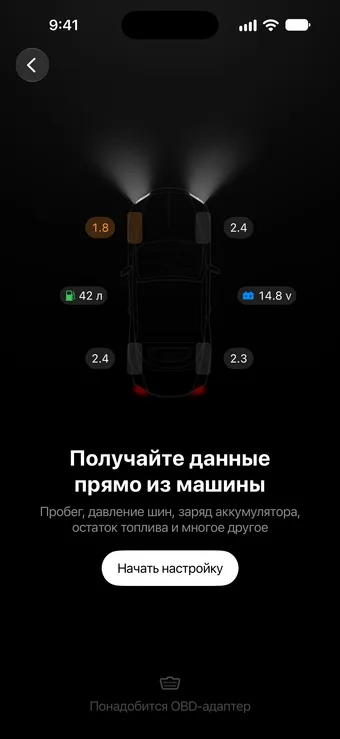 9:41
1.8
2.4
42 л
14.8 v
2.4
2.3
Получайте данные
прямо из машины
Пробег, давление шин, заряд аккумулятора,
остаток топлива и многое другое
Начать настройку
Понадобится OBD-адаптер